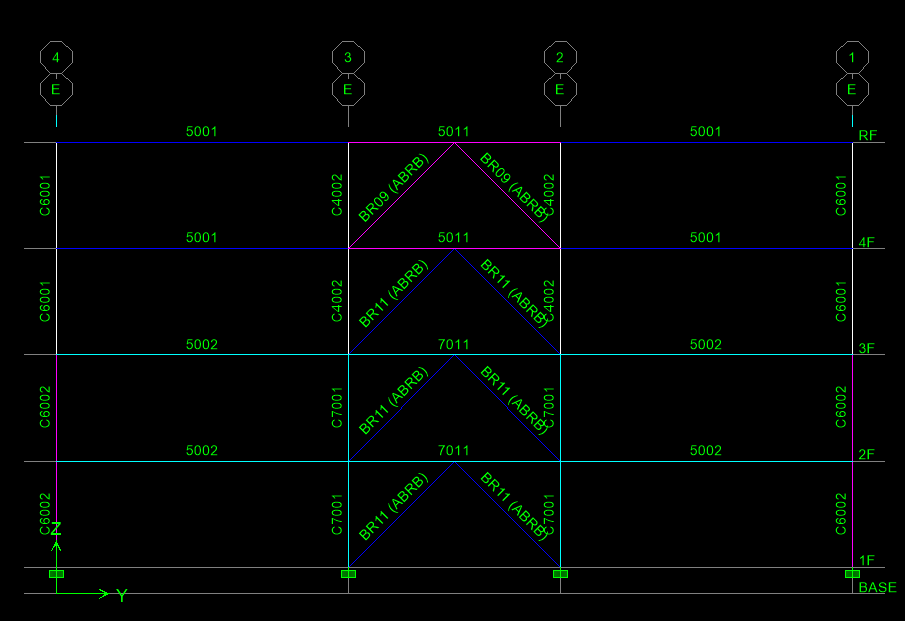 4 3 2 1
E E E E
5001 5011 5001
RF
C6001 BR09 (ABRB) C4002 BR09 (ABRB) C4002 C6001
5001 5011 5001
4F
C6001 C4002 BR11 (ABRB) BR11 (ABRB) C4002 C6001
5002 7011 5002
3F
C6002 C7001 BR11 (ABRB) BR11 (ABRB) C7001 C6002
5002 7011 5002
2F
C6002 C7001 BR11 (ABRB) BR11 (ABRB) C7001 C6002
Z
1F
BASE
Y